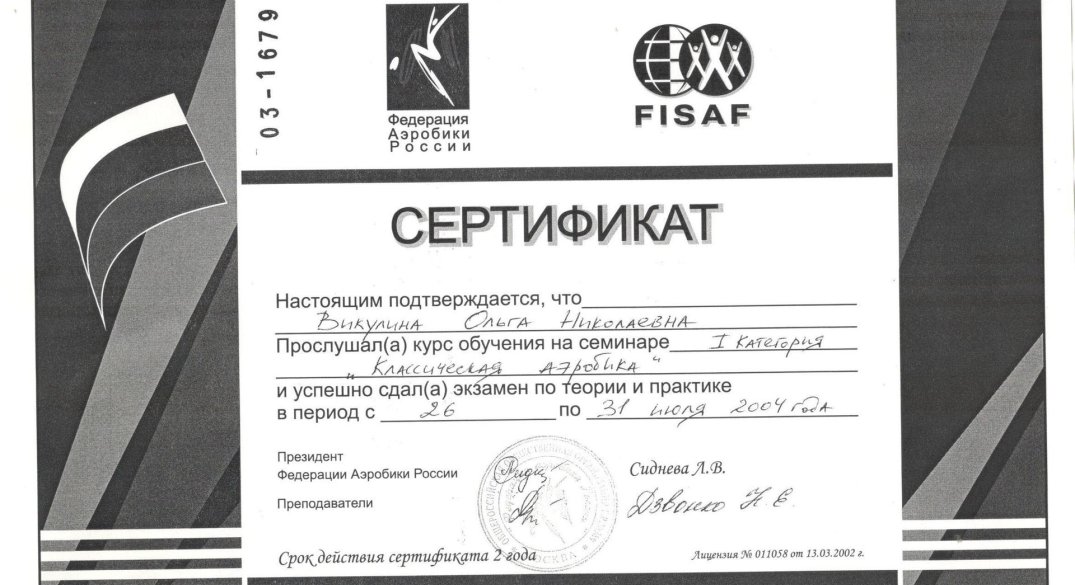 03-1679
Федерация
Аэробики
России
FISAF
СЕРТИФИКАТ
Настоящим подтверждается, что
Викулина Ольга Николаевна
Прослушал(а) курс обучения на семинаре I категория
„Классическая аэробика"
и успешно сдал(а) экзамен по теории и практике
в период с 26 по 31 июля 2004 года
Президент
Федерации Аэробики России
Сиднева Л.В.
Преподаватели
Дзвонко Н.Е.
МОСКВА
Срок действия сертификата 2 года
Лицензия № 011058 от 13.03.2002 г.